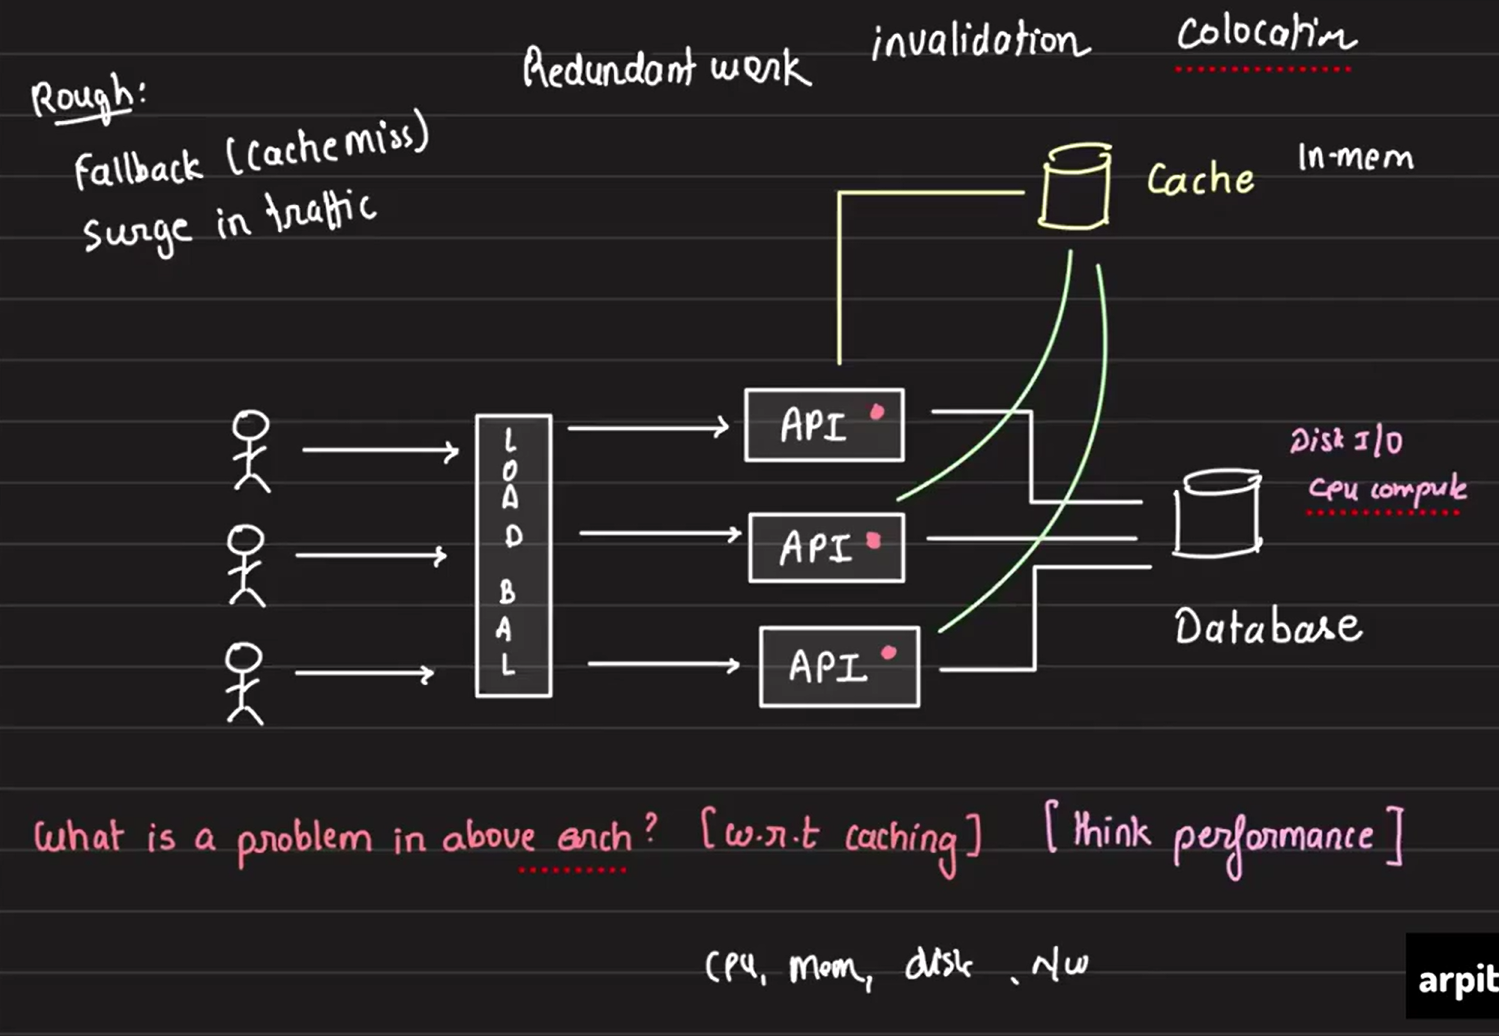 Redundant work
invalidation
Colocation
Rough:
Fallback (cache miss)
Surge in traffic
Cache
In-mem
LOAD BAL
API
API
API
Disk I/O
CPU compute
Database
What is a problem in above arch? [w.r.t caching] [think performance]
CPU, mem, disk, N/W
arpit